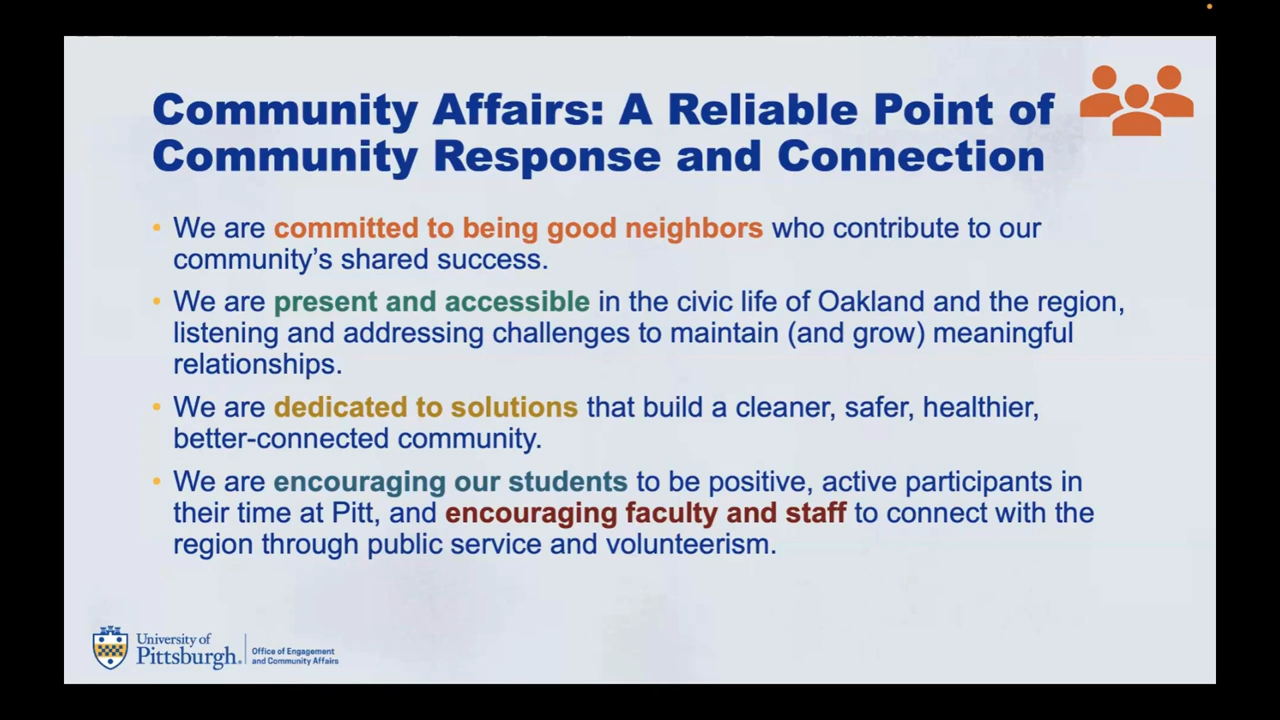 Community Affairs: A Reliable Point of
Community Response and Connection
• We are committed to being good neighbors who contribute to our
community’s shared success.
• We are present and accessible in the civic life of Oakland and the region,
listening and addressing challenges to maintain (and grow) meaningful
relationships.
• We are dedicated to solutions that build a cleaner, safer, healthier,
better-connected community.
• We are encouraging our students to be positive, active participants in
their time at Pitt, and encouraging faculty and staff to connect with the
region through public service and volunteerism.
University of
Pittsburgh.
Office of Engagement
and Community Affairs